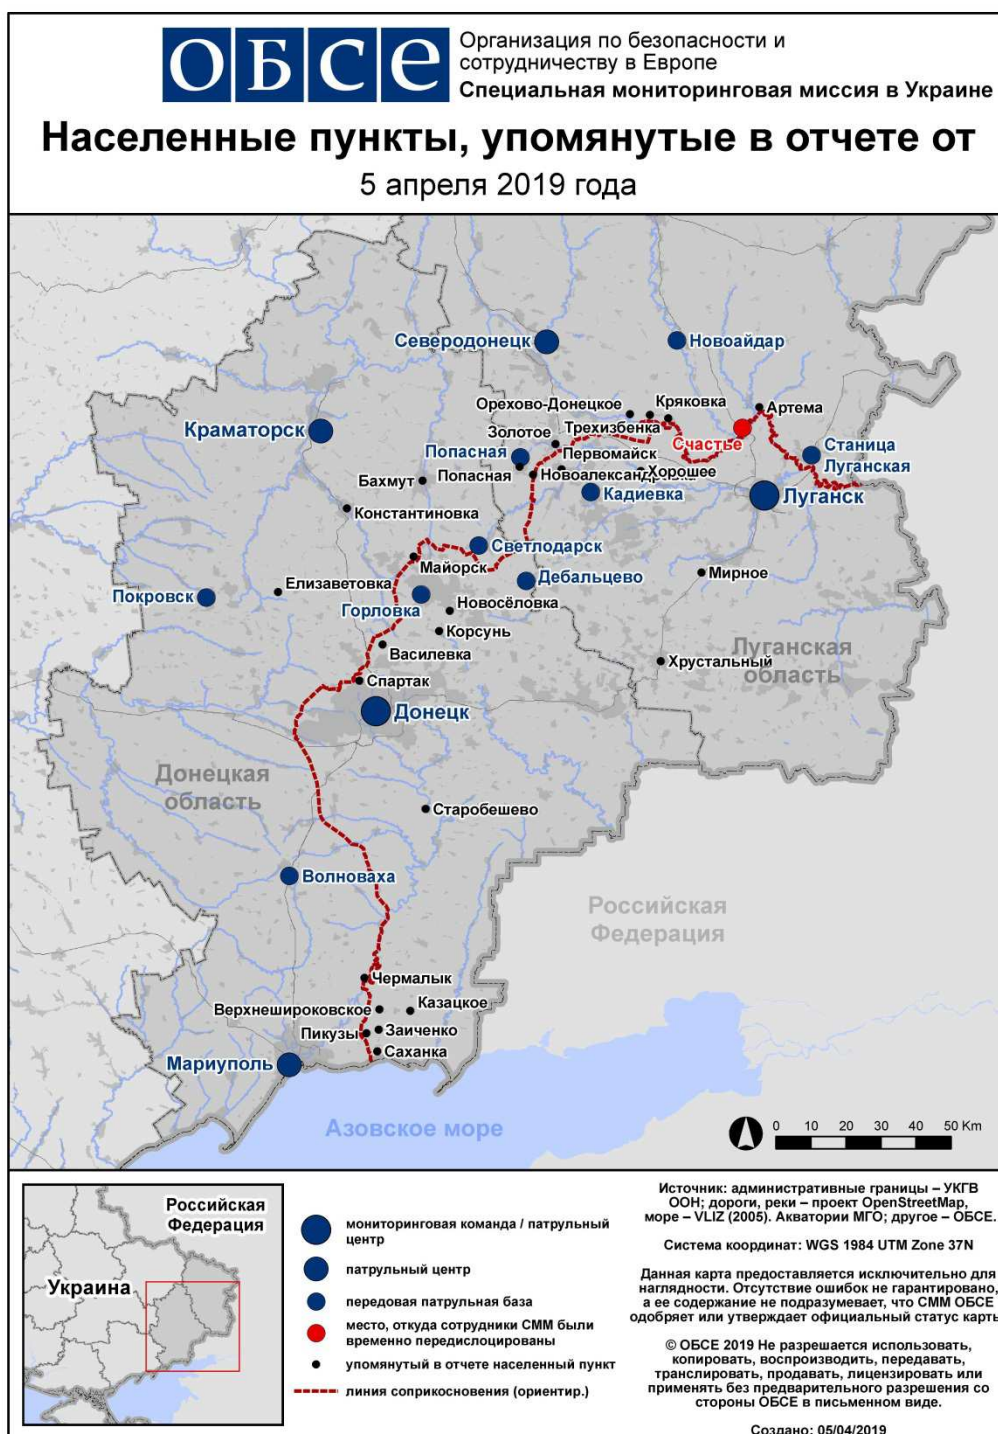 ОБСЕ
Организация по безопасности и
сотрудничеству в Европе
Специальная мониторинговая миссия в Украине
Населенные пункты, упомянутые в отчете от
5 апреля 2019 года
Северодонецк
Новоайдар
Орехово-Донецкое
Кряковка
Артема
Краматорск
Трехизбенка
Золотое
Счастье
Станица
Луганская
Попасная
Первомайск
Попасная
Новоалександровка
Хорошее
Бахмут
Кадиевка
Луганск
Константиновка
Светлодарск
Майорск
Мирное
Дебальцево
Елизаветовка
Покровск
Горловка
Новосёловка
Корсунь
Василевка
Луганская
область
Хрустальный
Спартак
Донецк
Донецкая
область
Старобешево
Волноваха
Российская
Федерация
Чермалык
Верхнешироковское
Казацкое
Пикузы
Заиченко
Саханка
Мариуполь
Азовское море
0 10 20 30 40 50 Km
Российская
Федерация
Украина
мониторинговая команда / патрульный
центр
патрульный центр
передовая патрульная база
место, откуда сотрудники СММ были
временно передислоцированы
упомянутый в отчете населенный пункт
линия соприкосновения (ориентир.)
Источник: административные границы – УКГВ
ООН; дороги, реки – проект OpenStreetMap,
море – VLIZ (2005). Акватории МГО; другое – ОБСЕ.
Система координат: WGS 1984 UTM Zone 37N
Данная карта предоставляется исключительно для
наглядности. Отсутствие ошибок не гарантировано,
а ее содержание не подразумевает, что СММ ОБСЕ
одобряет или утверждает официальный статус карты
© ОБСЕ 2019 Не разрешается использовать,
копировать, воспроизводить, передавать,
транслировать, продавать, лицензировать или
применять без предварительного разрешения со
стороны ОБСЕ в письменном виде.
Создано: 05/04/2019